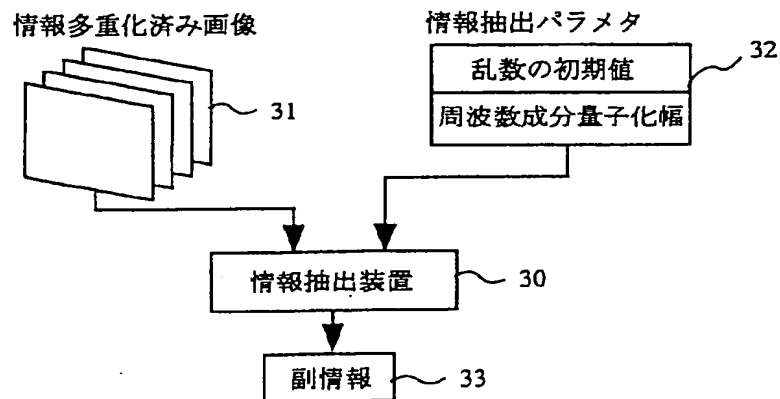 情報多重化済み画像
31
情報抽出パラメタ
乱数の初期値
周波数成分量子化幅
32
情報抽出装置
30
副情報
33